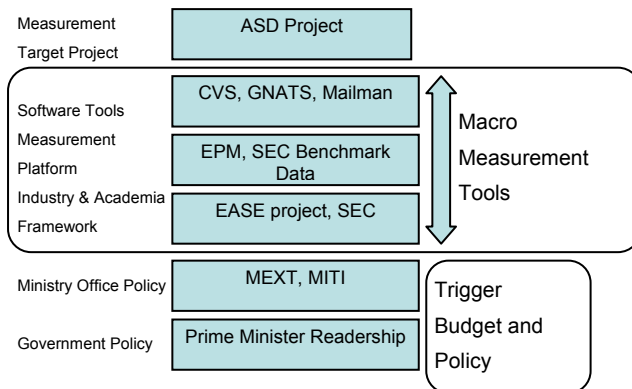 Measurement
Target Project
ASD Project
Software Tools
Measurement
Platform
Industry & Academia
Framework
CVS, GNATS, Mailman
EPM, SEC Benchmark
Data
EASE project, SEC
Macro
Measurement
Tools
Ministry Office Policy
MEXT, MITI
Government Policy
Prime Minister Readership
Trigger
Budget and
Policy